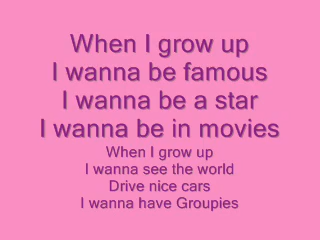 When I grow up
I wanna be famous
I wanna be a star
I wanna be in movies
When I grow up
I wanna see the world
Drive nice cars
I wanna have Groupies